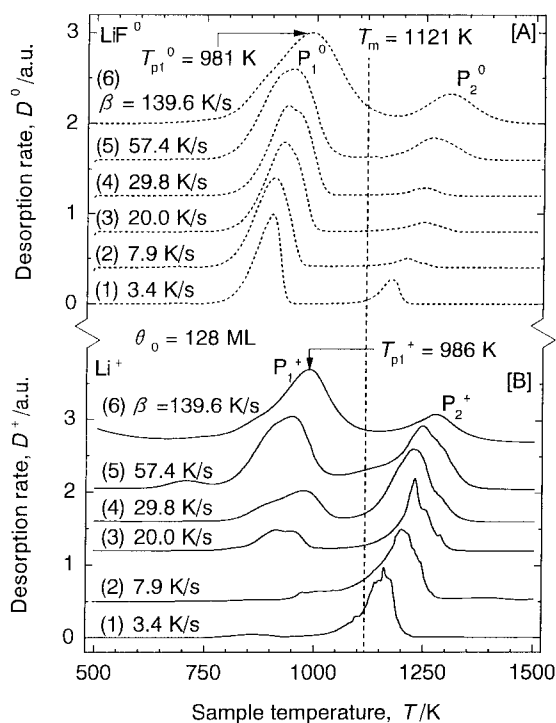 LiF⁰ [A]
Tₚ₁⁰ = 981 K P₁⁰ Tₘ = 1121 K
(6) P₂⁰
β = 139.6 K/s
(5) 57.4 K/s
(4) 29.8 K/s
(3) 20.0 K/s
(2) 7.9 K/s
(1) 3.4 K/s
3
2
1
0
Desorption rate, D⁰/a.u.
θ₀ = 128 ML
Li⁺ P₁⁺ Tₚ₁⁺ = 986 K
[B]
(6) β =139.6 K/s P₂⁺
(5) 57.4 K/s
(4) 29.8 K/s
(3) 20.0 K/s
(2) 7.9 K/s
(1) 3.4 K/s
3
2
1
0
Desorption rate, D⁺/a.u.
500 750 1000 1250 1500
Sample temperature, T/K